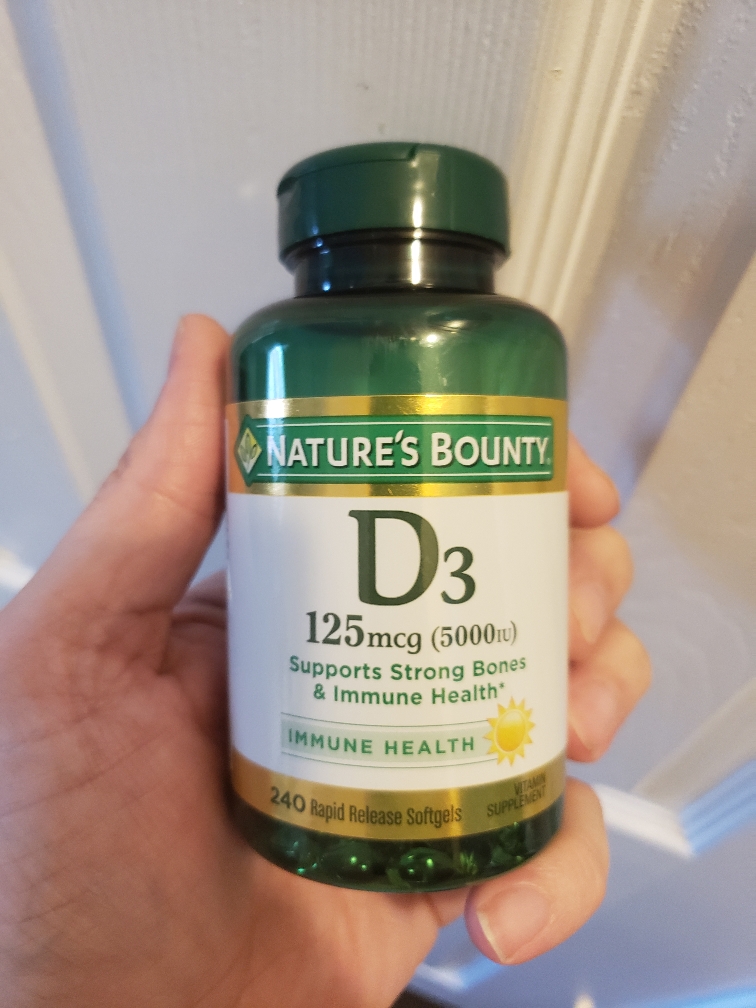 NATURE'S BOUNTY®
D3
125mcg (5000IU)
Supports Strong Bones
& Immune Health*
IMMUNE HEALTH
240 Rapid Release Softgels
VITAMIN
SUPPLEMENT